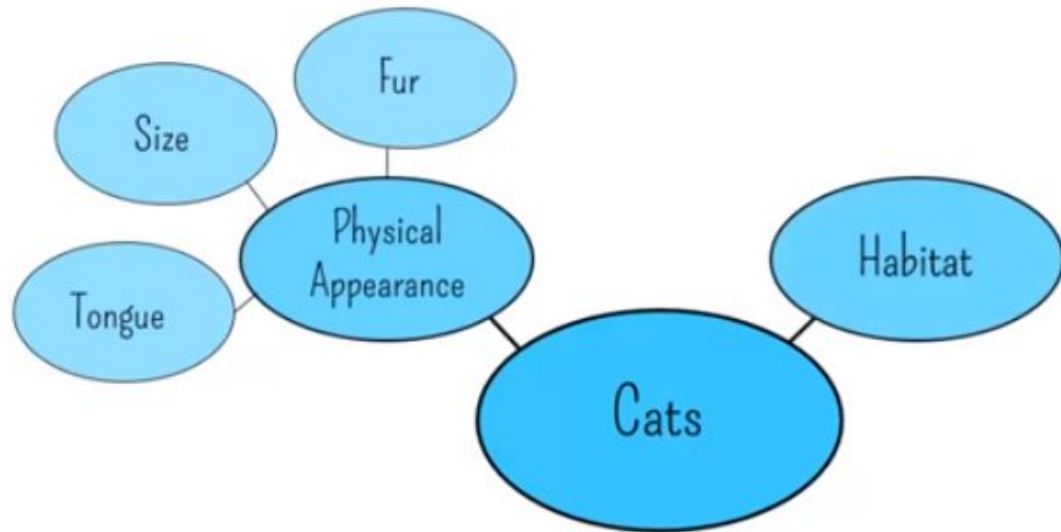 Fur
Size
Physical
Appearance
Habitat
Tongue
Cats